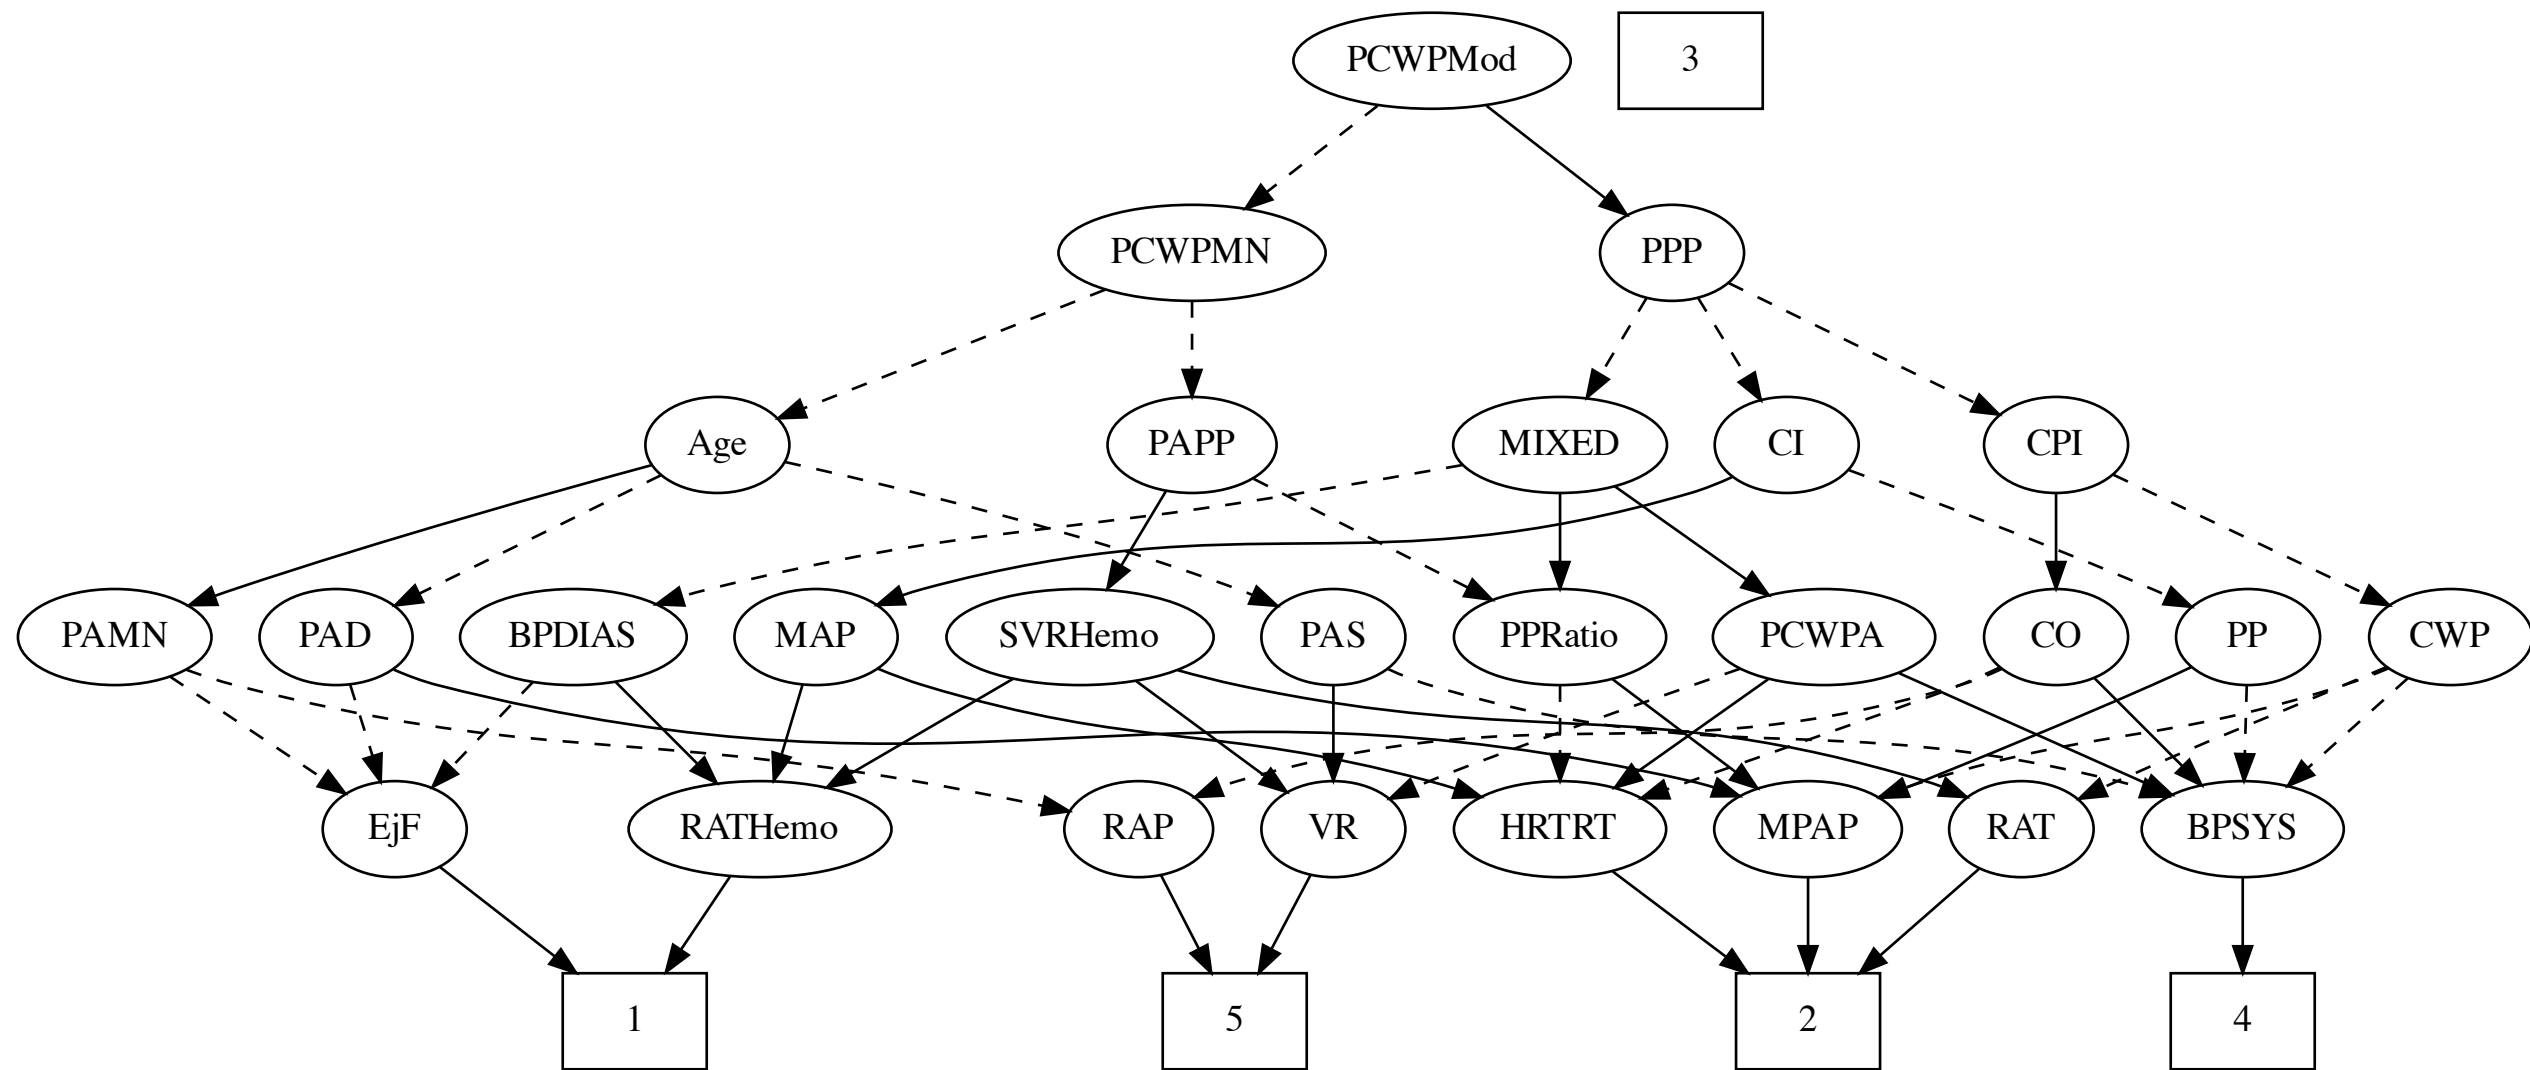 PCWPMod
3
PCWPMN
PPP
Age
PAPP
MIXED
CI
CPI
PAMN
PAD
BPDIAS
MAP
SVRHemo
PAS
PPRatio
PCWPA
CO
PP
CWP
EjF
RATHemo
RAP
VR
HRTRT
MPAP
RAT
BPSYS
1
5
2
4